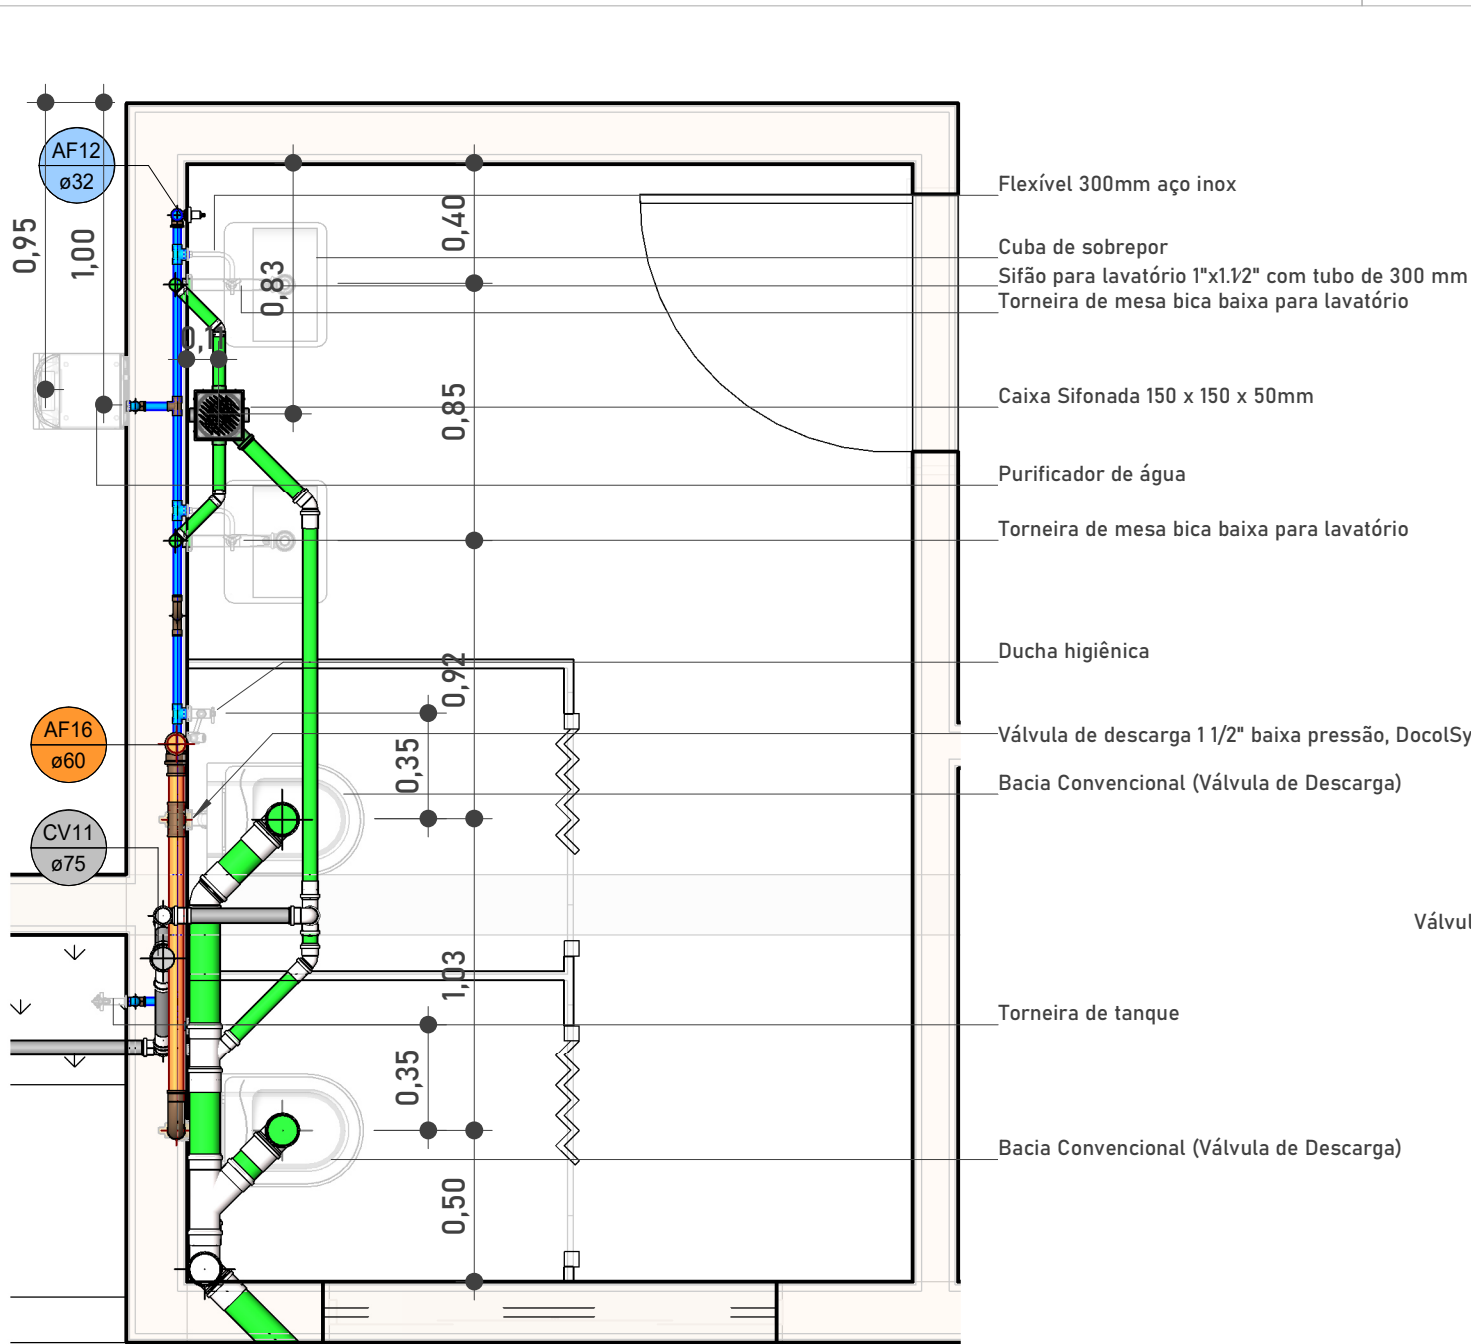 AF12
ø32
0,95
1,00
0,40
0,83
0,85
Flexível 300mm aço inox
Cuba de sobrepor
Sifão para lavatório 1"x1.1/2" com tubo de 300 mm
Torneira de mesa bica baixa para lavatório
Caixa Sifonada 150 x 150 x 50mm
Purificador de água
Torneira de mesa bica baixa para lavatório
Ducha higiênica
0,92
AF16
ø60
0,35
Válvula de descarga 1 1/2" baixa pressão, DocolSy
Bacia Convencional (Válvula de Descarga)
CV11
ø75
Válvul
1,03
Torneira de tanque
0,35
Bacia Convencional (Válvula de Descarga)
0,50